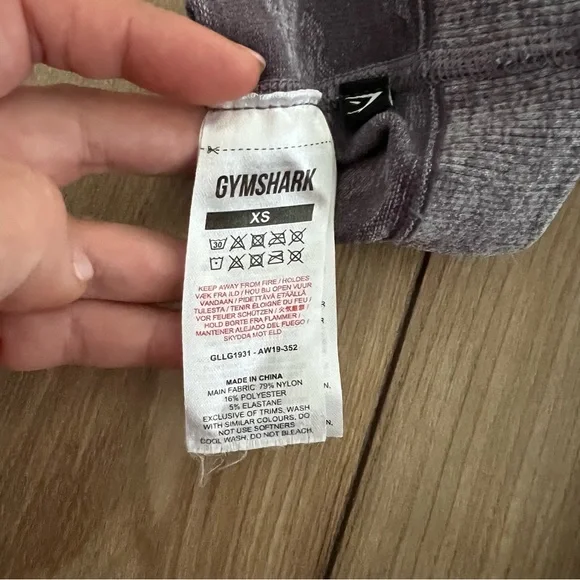 GYMSHARK
XS
30
KEEP AWAY FROM FIRE / HOLDES
VÆK FRA ILD / MOET VAN VUUR
VANDAAN / PIDETTÄVÄ ETÄÄLLÄ
TULESTA / TENIR ÉLOIGNÉ DU FEU /
VOR FEUER SCHÜTZEN / 火気厳禁 /
HOLD BORTE FRA FLAMMER /
MANTENER ALEJADO DEL FUEGO /
SKYDDA MOT ELD
GLLG1931 - AW19-352
MADE IN CHINA
MAIN FABRIC 79% NYLON
16% POLYESTER
5% ELASTANE
EXCLUSIVE OF TRIMS, WASH
WITH SIMILAR COLOURS, DO
NOT USE SOFTNERS
COOL WASH, DO NOT BLEACH,